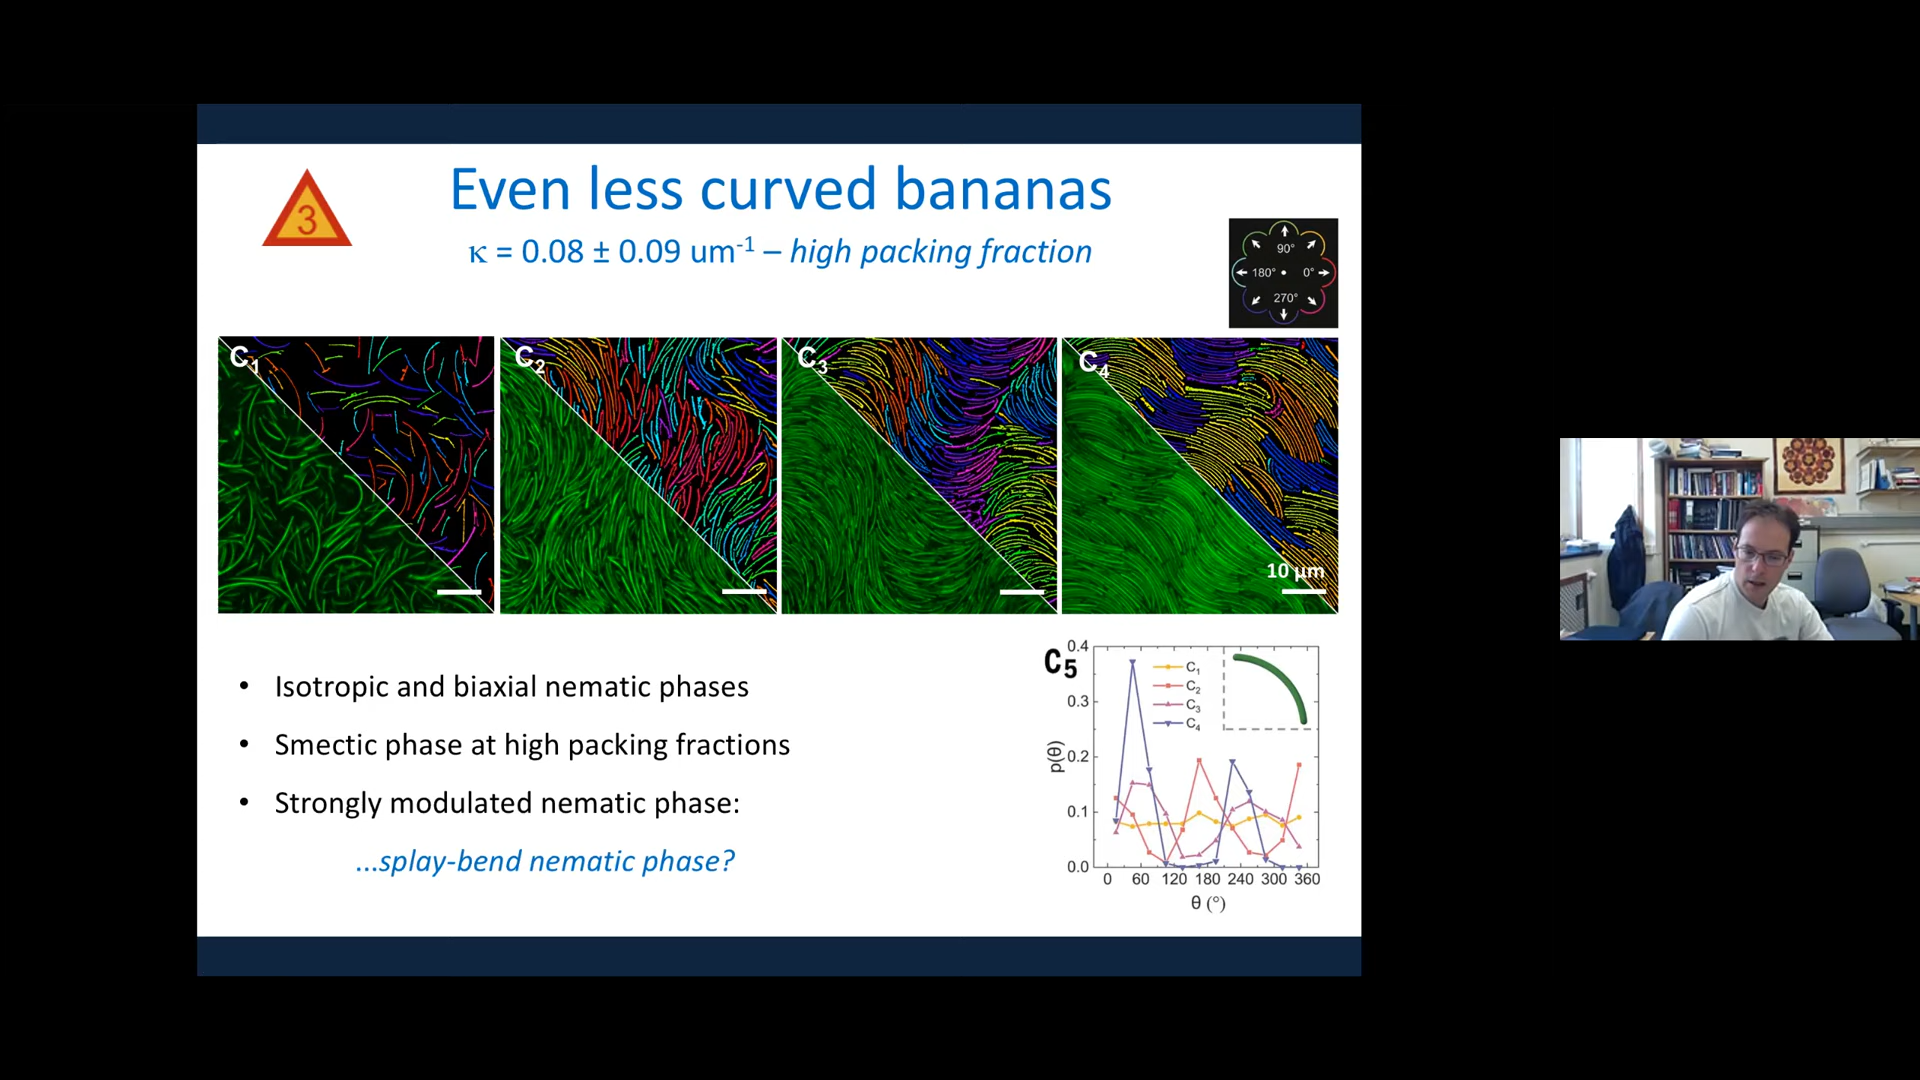 3
Even less curved bananas
κ = 0.08 ± 0.09 um-1 – high packing fraction
90°
180° 0°
270°
C1
C2
C3
C4
10 µm
• Isotropic and biaxial nematic phases
• Smectic phase at high packing fractions
• Strongly modulated nematic phase:
...splay-bend nematic phase?
C5
0.4
0.3
0.2
0.1
0.0
p(θ)
C1
C2
C3
C4
0 60 120 180 240 300 360
θ (°)